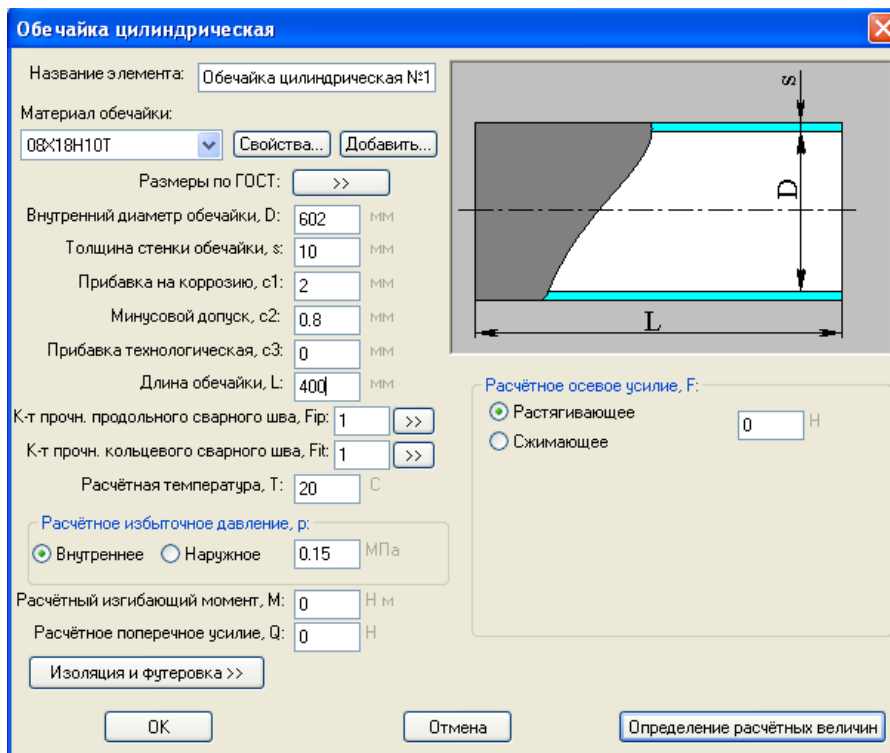 Обечайка цилиндрическая
Название элемента: Обечайка цилиндрическая №1
Материал обечайки:
08Х18Н10Т Свойства... Добавить...
Размеры по ГОСТ: >>
Внутренний диаметр обечайки, D: 602 мм
Толщина стенки обечайки, s: 10 мм
Прибавка на коррозию, c1: 2 мм
Минусовой допуск, c2: 0.8 мм
Прибавка технологическая, c3: 0 мм
Длина обечайки, L: 400 мм
К-т прочн. продольного сварного шва, Fip: 1 >>
К-т прочн. кольцевого сварного шва, Fit: 1 >>
Расчётная температура, T: 20 C
Расчётное избыточное давление, p:
Внутреннее Наружное 0.15 МПа
Расчётный изгибающий момент, M: 0 Н м
Расчётное поперечное усилие, Q: 0 Н
Изоляция и футеровка >>
s
D
L
Расчётное осевое усилие, F:
Растягивающее 0 Н
Сжимающее
OK Отмена Определение расчётных величин